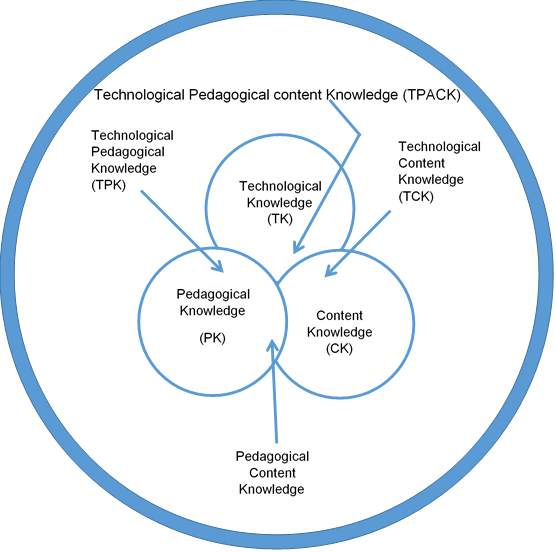 Technological Pedagogical content Knowledge (TPACK)
Technological
Pedagogical
Knowledge
(TPK)
Technological
Content
Knowledge
(TCK)
Technological
Knowledge
(TK)
Pedagogical
Knowledge
(PK)
Content
Knowledge
(CK)
Pedagogical
Content
Knowledge